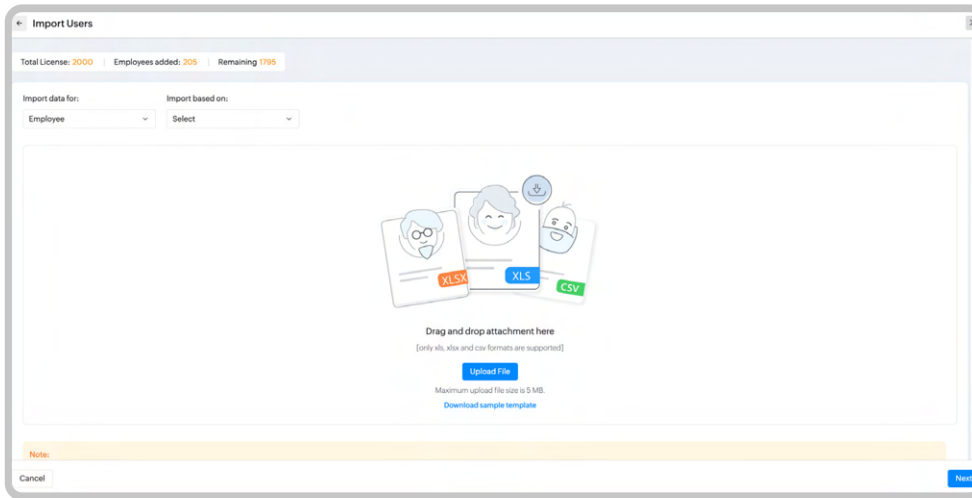 ← Import Users
Total License: 2000 | Employees added: 205 | Remaining 1795
Import data for: Import based on:
Employee Select
XLSX XLS CSV
Drag and drop attachment here
[only xls, xlsx and csv formats are supported]
Upload File
Maximum upload file size is 5 MB.
Download sample template
Note:
Cancel Next